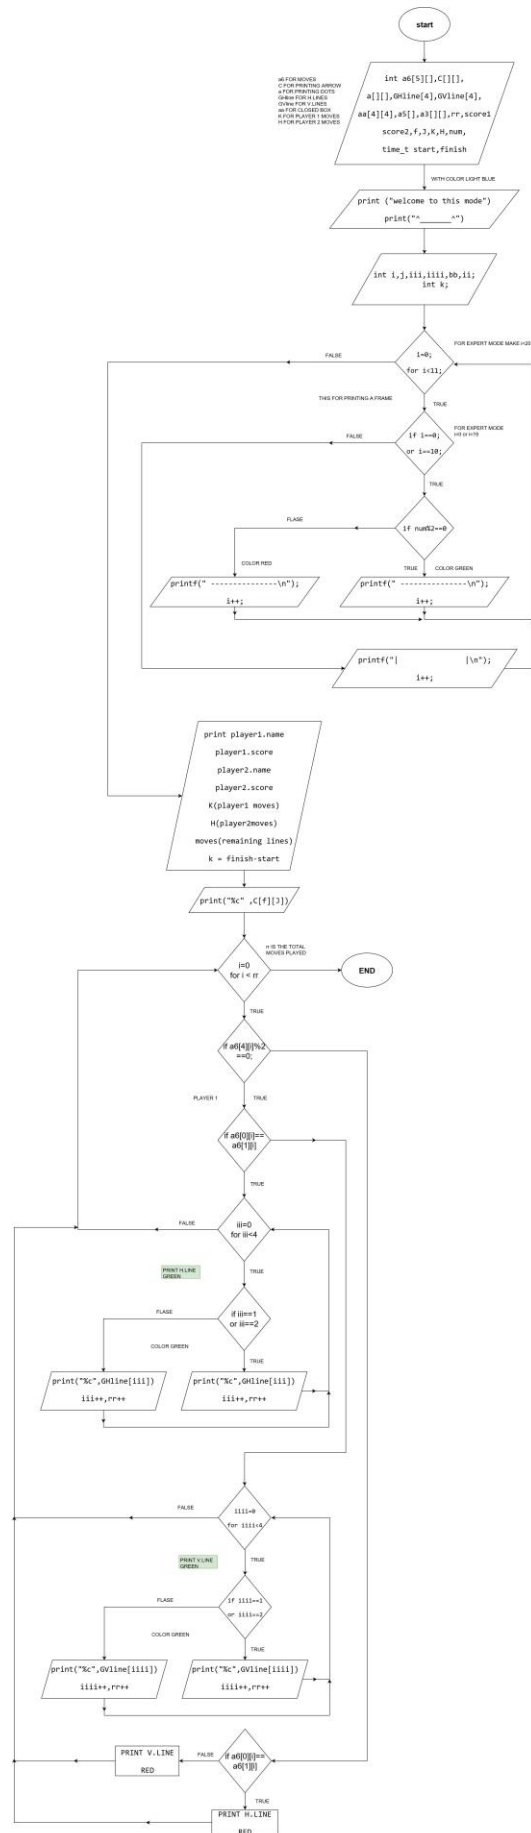 start
a6 FOR MOVES
C FOR PRINTING ARROW
a FOR PRINTING DOTS
GHline FOR H LINES
GVline FOR V.LINES
aa FOR CLOSED BOX
K FOR PLAYER 1 MOVES
H FOR PLAYER 2 MOVES
int a6[5][],C[][],
a[][],GHline[4],GVline[4],
aa[4][4],a5[],a3[][],rr,score1
score2,f,J,K,H,num,
time_t start,finish
WITH COLOR LIGHT BLUE
print ("welcome to this mode")
print("^_______^")
int i,j,iii,iiii,bb,ii;
int k;
FOR EXPERT MODE MAKE i<20
i=0;
for i<11;
FALSE
TRUE
THIS FOR PRINTING A FRAME
FOR EXPERT MODE
i=0 or i=19
if i==0;
or i==10;
FALSE
TRUE
if num%2==0
FLASE
COLOR RED
TRUE
COLOR GREEN
printf(" ---------------\n");
i++;
printf(" ---------------\n");
i++;
printf("| |\n");
i++;
print player1.name
player1.score
player2.name
player2.score
K(player1 moves)
H(player2moves)
moves(remaining lines)
k = finish-start
print("%c" ,C[f][J])
rr IS THE TOTAL
MOVES PLAYED
i=0
for i < rr
END
TRUE
if a6[4][i]%2
==0;
PLAYER 1
TRUE
if a6[0][i]==
a6[1][i]
TRUE
iii=0
for iii<4
FALSE
PRINT H.LINE
GREEN
TRUE
if iii==1
or iii==2
FLASE
COLOR GREEN
TRUE
print("%c",GHline[iii])
iii++,rr++
print("%c",GHline[iii])
iii++,rr++
iiii=0
for iiii<4
FALSE
PRINT V.LINE
GREEN
TRUE
if iiii==1
or iiii==2
FLASE
COLOR GREEN
TRUE
print("%c",GVline[iiii])
iiii++,rr++
print("%c",GVline[iiii])
iiii++,rr++
if a6[0][i]==
a6[1][i]
FALSE
PRINT V.LINE
RED
TRUE
PRINT H.LINE
RED